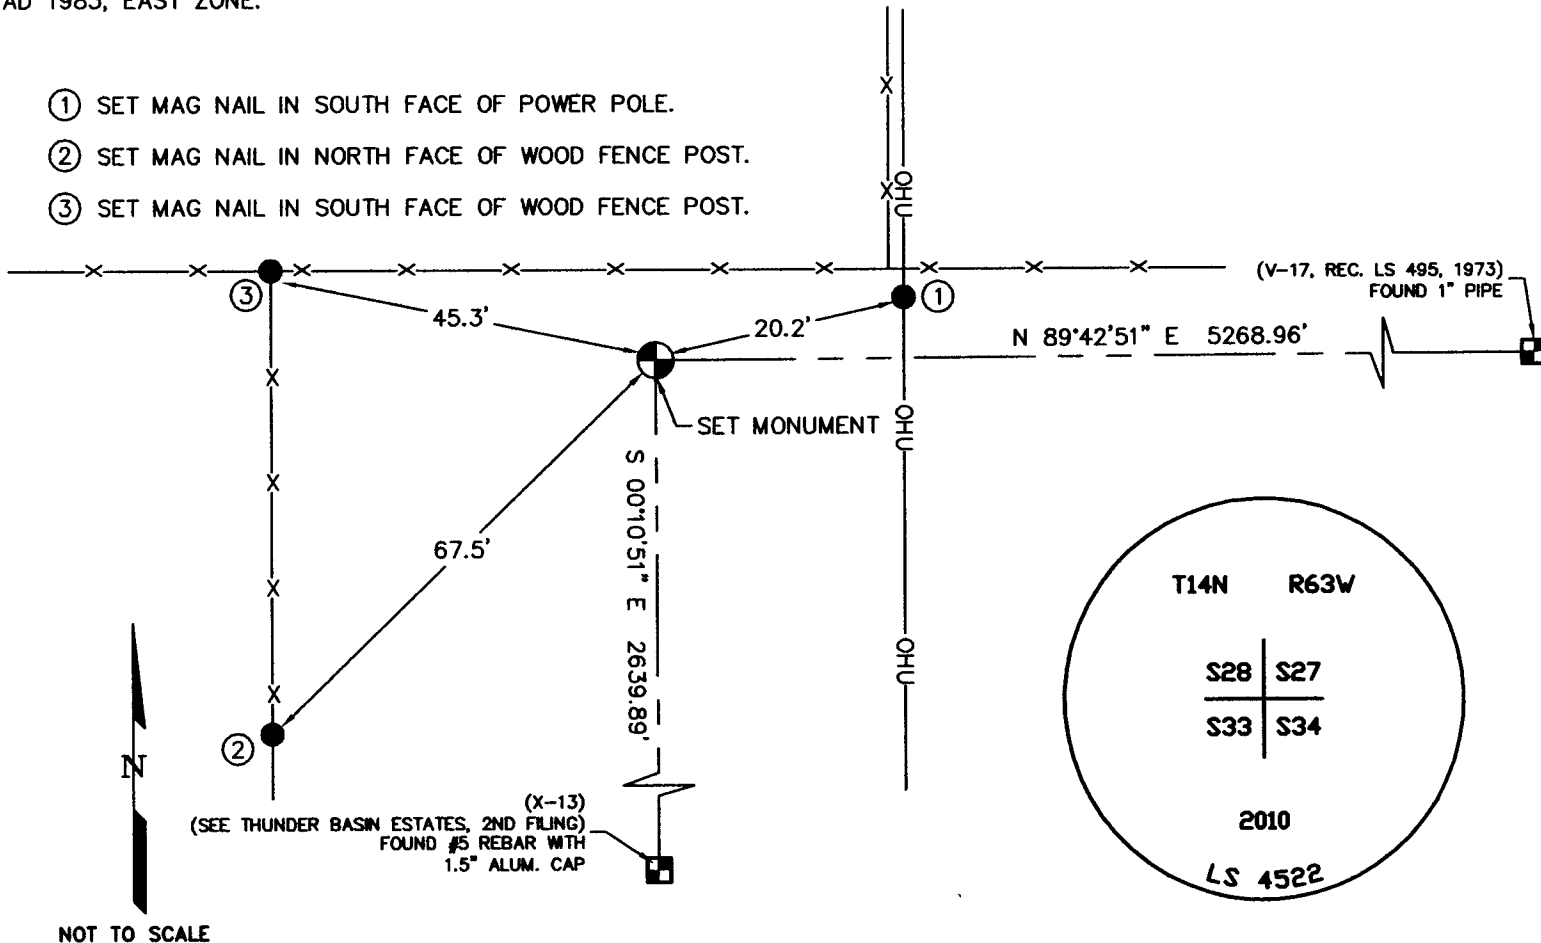 AD 1983, EAST ZONE.
① SET MAG NAIL IN SOUTH FACE OF POWER POLE.
② SET MAG NAIL IN NORTH FACE OF WOOD FENCE POST.
③ SET MAG NAIL IN SOUTH FACE OF WOOD FENCE POST.
X
X
OHU
X X X X X X X X X X X
③
①
(V-17, REC. LS 495, 1973)
FOUND 1" PIPE
45.3'
20.2'
N 89°42'51" E 5268.96'
X
SET MONUMENT
OHU
X
S 00°10'51" E 2639.89'
67.5'
X
OHU
X
②
N
(X-13)
(SEE THUNDER BASIN ESTATES, 2ND FILING)
FOUND #5 REBAR WITH
1.5" ALUM. CAP
NOT TO SCALE
T14N R63W
S28 S27
S33 S34
2010
LS 4522